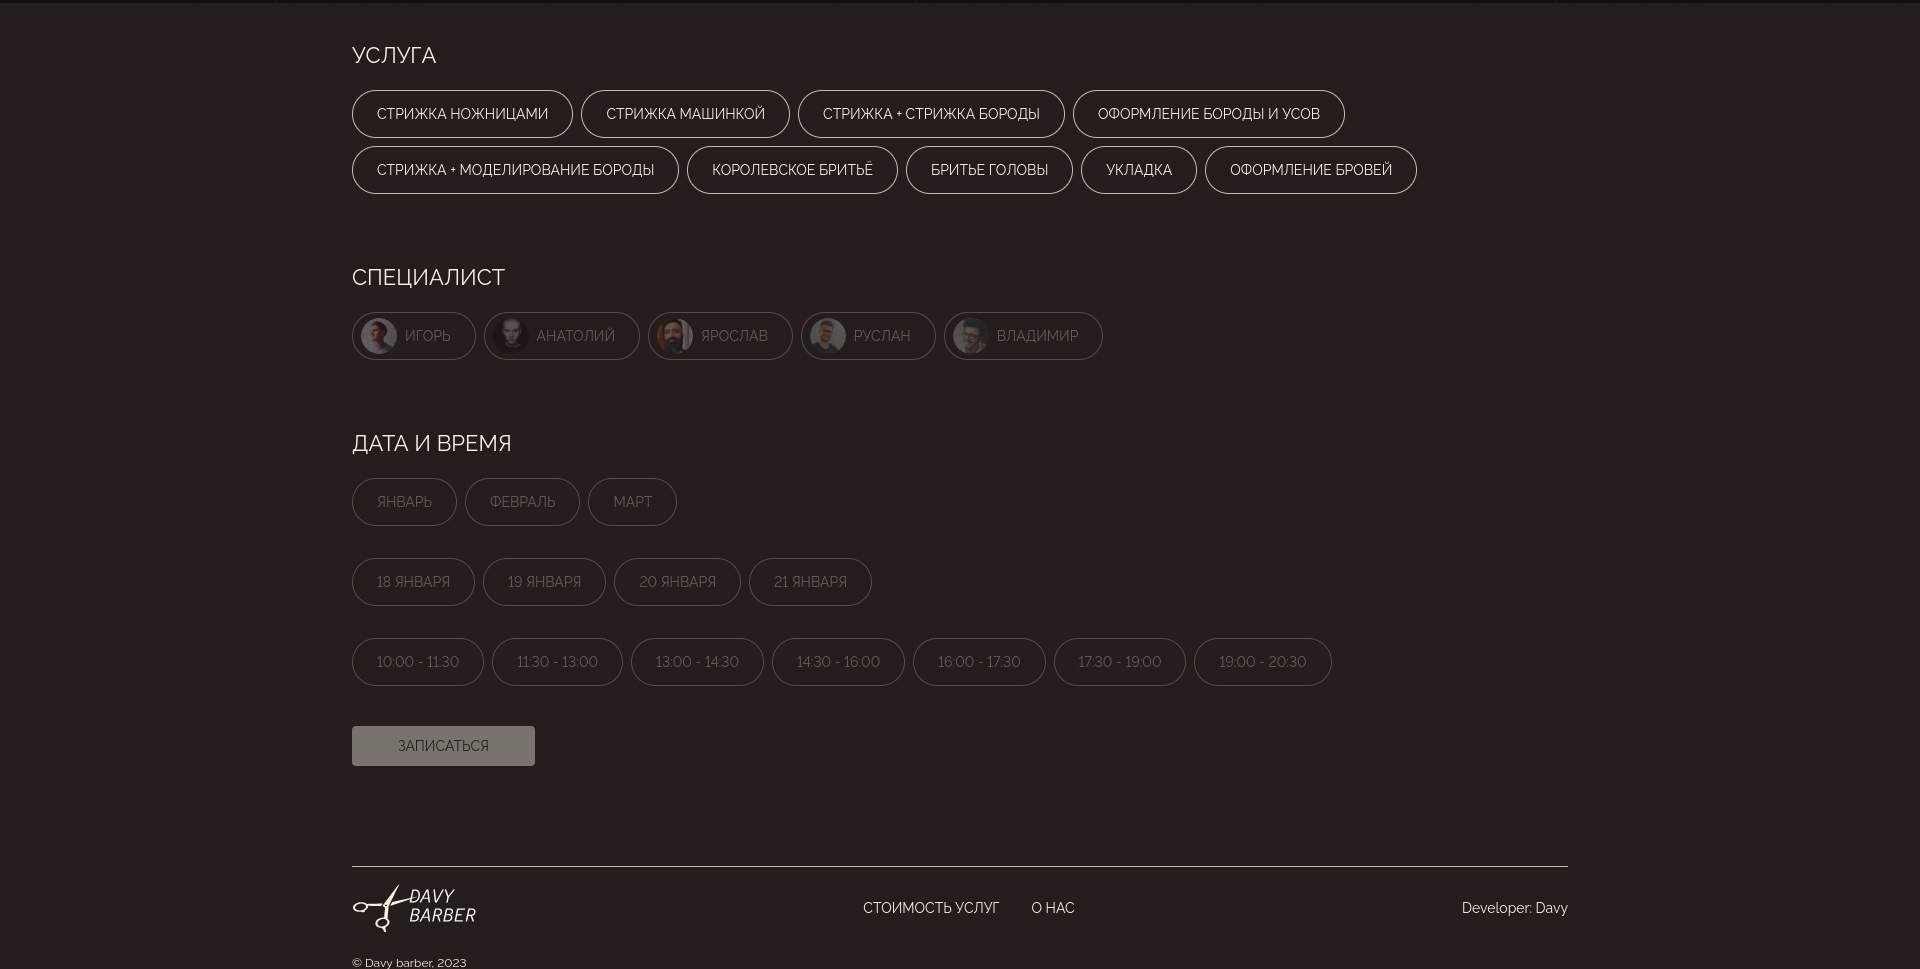 УСЛУГА
СТРИЖКА НОЖНИЦАМИ СТРИЖКА МАШИНКОЙ СТРИЖКА + СТРИЖКА БОРОДЫ ОФОРМЛЕНИЕ БОРОДЫ И УСОВ
СТРИЖКА + МОДЕЛИРОВАНИЕ БОРОДЫ КОРОЛЕВСКОЕ БРИТЬЁ БРИТЬЕ ГОЛОВЫ УКЛАДКА ОФОРМЛЕНИЕ БРОВЕЙ
СПЕЦИАЛИСТ
ИГОРЬ АНАТОЛИЙ ЯРОСЛАВ РУСЛАН ВЛАДИМИР
ДАТА И ВРЕМЯ
ЯНВАРЬ ФЕВРАЛЬ МАРТ
18 ЯНВАРЯ 19 ЯНВАРЯ 20 ЯНВАРЯ 21 ЯНВАРЯ
10:00 - 11:30 11:30 - 13:00 13:00 - 14:30 14:30 - 16:00 16:00 - 17:30 17:30 - 19:00 19:00 - 20:30
ЗАПИСАТЬСЯ
DAVY
BARBER
СТОИМОСТЬ УСЛУГ О НАС Developer: Davy
© Davy barber, 2023